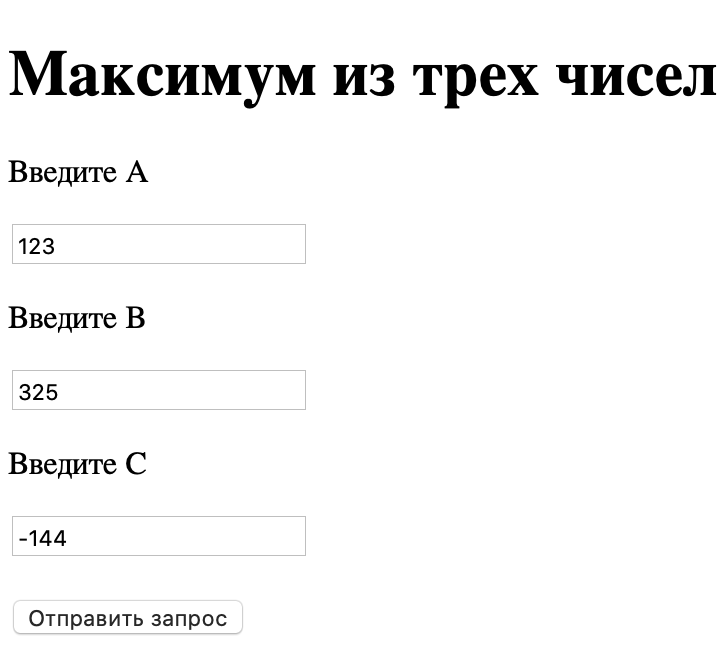 Максимум из трех чисел
Введите A
123
Введите B
325
Введите C
-144
Отправить запрос